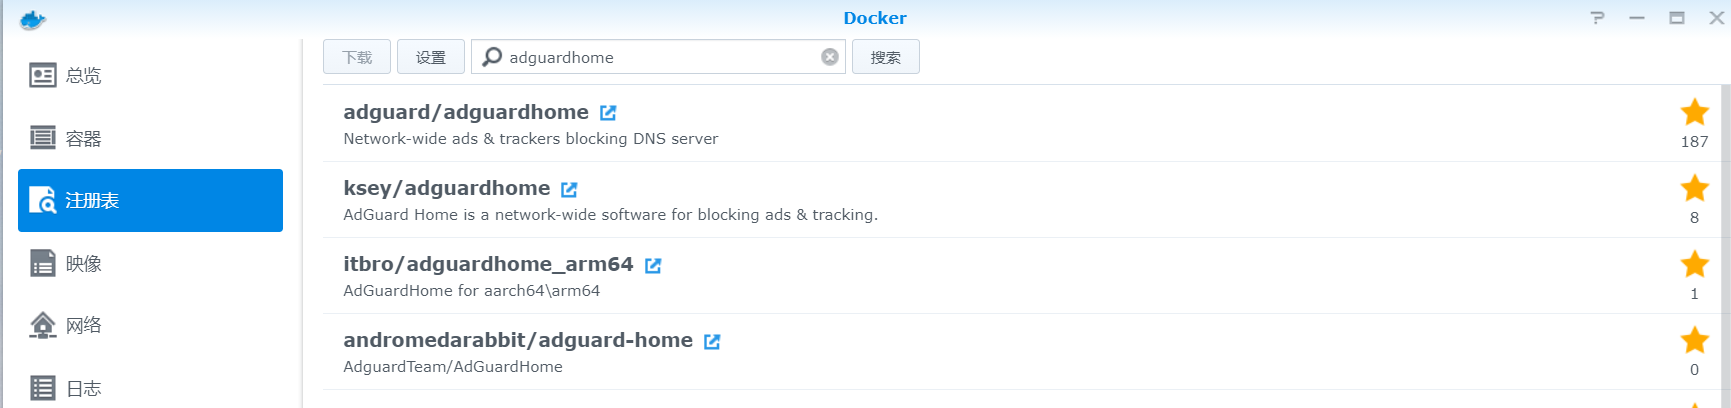 Docker
总览
容器
注册表
映像
网络
日志
下载
设置
adguardhome
搜索
adguard/adguardhome
Network-wide ads & trackers blocking DNS server
187
ksey/adguardhome
AdGuard Home is a network-wide software for blocking ads & tracking.
8
itbro/adguardhome_arm64
AdGuardHome for aarch64\arm64
1
andromedarabbit/adguard-home
AdguardTeam/AdGuardHome
0